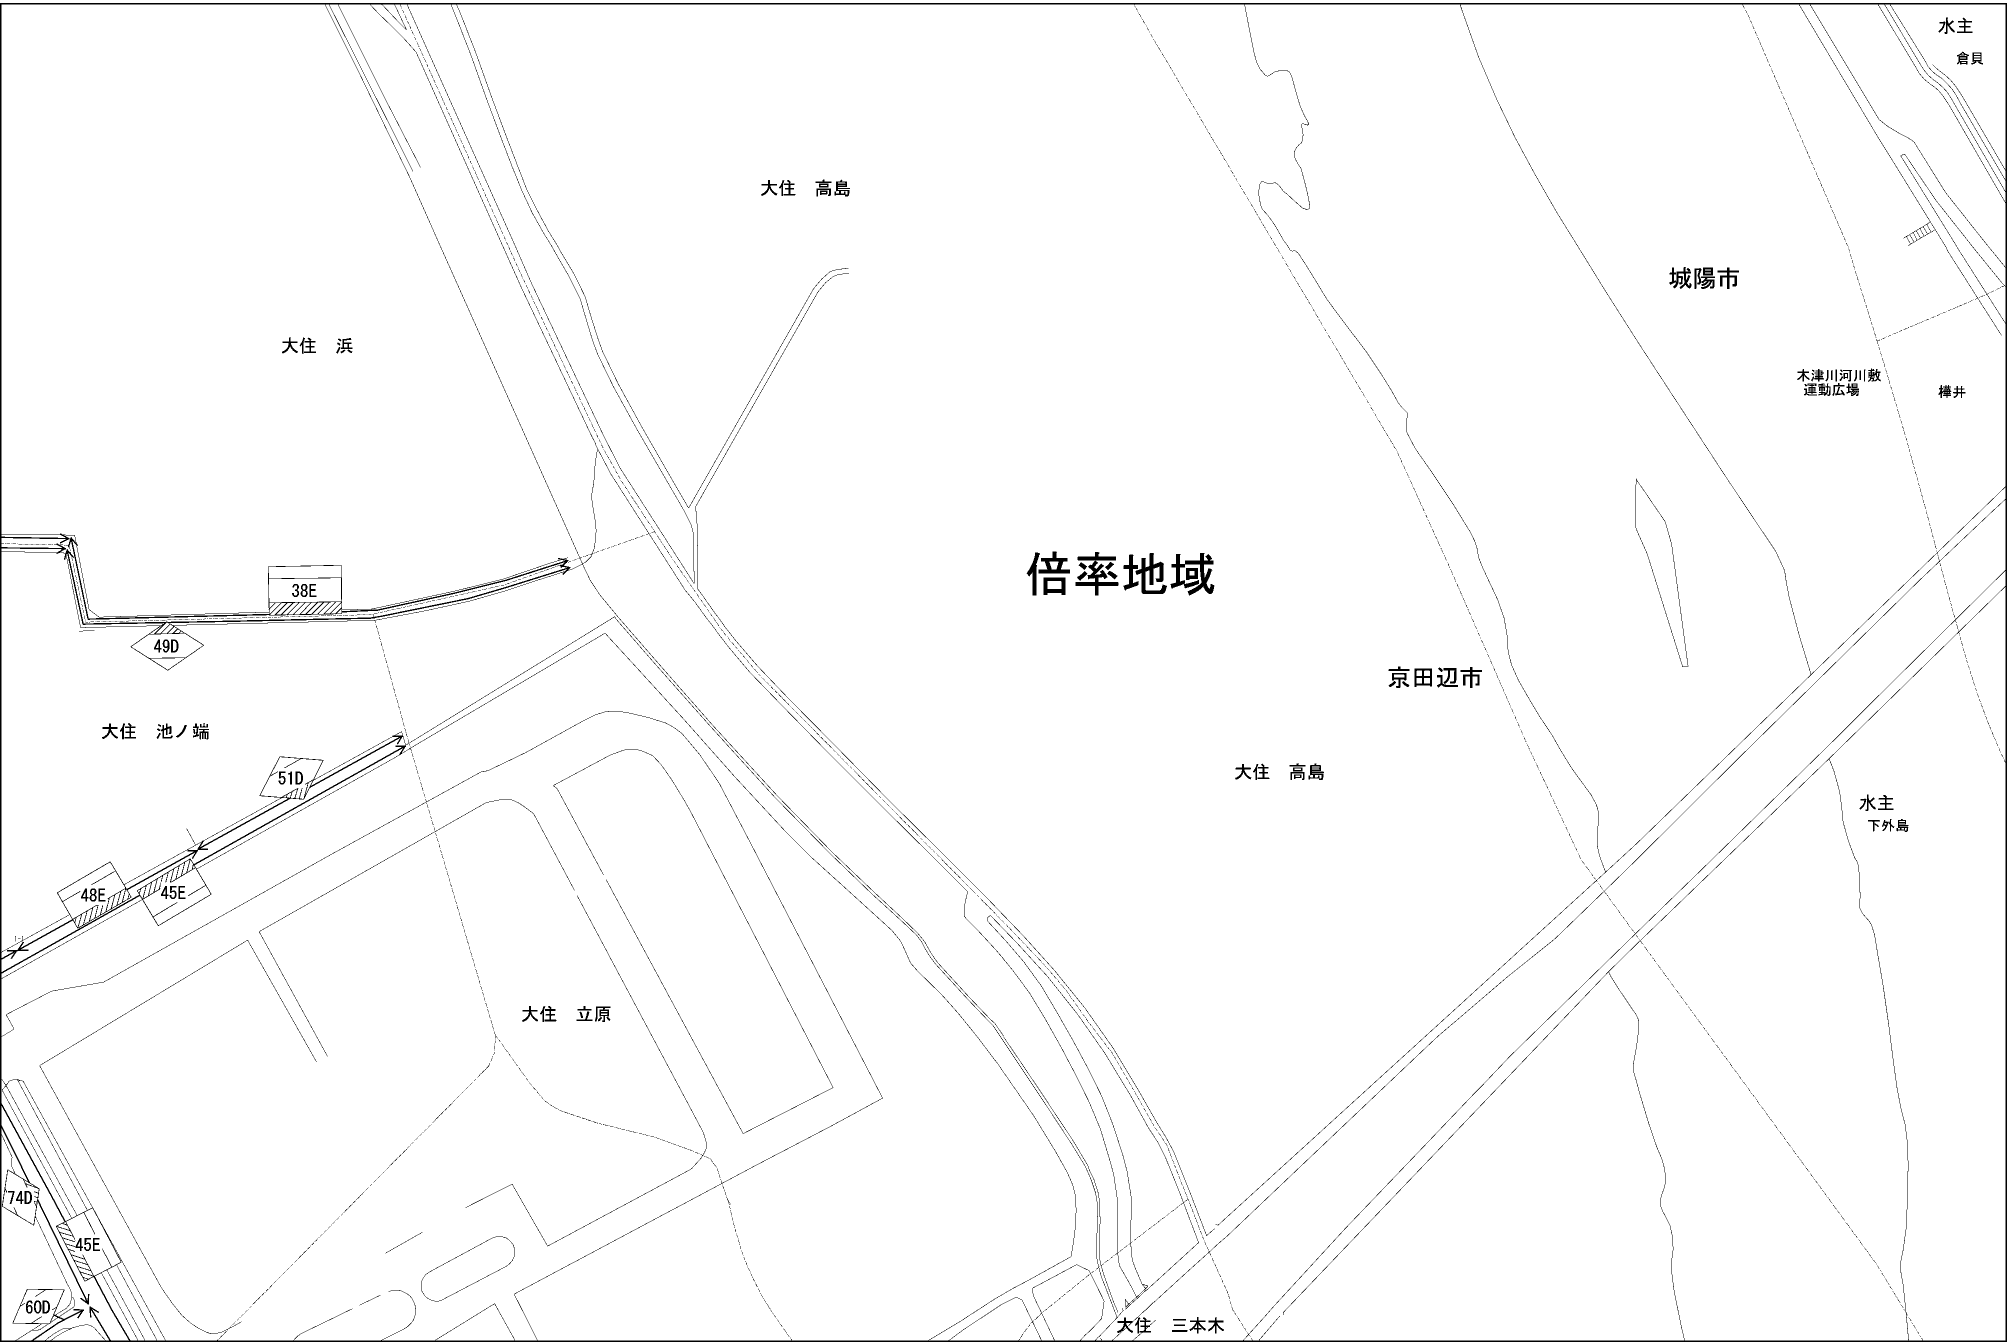 水主
倉貝
大住　高島
城陽市
大住　浜
木津川河川敷
運動広場
樺井
倍率地域
38E
49D
京田辺市
大住　池ノ端
51D
大住　高島
水主
下外島
48E
45E
大住　立原
74D
45E
60D
大住　三本木